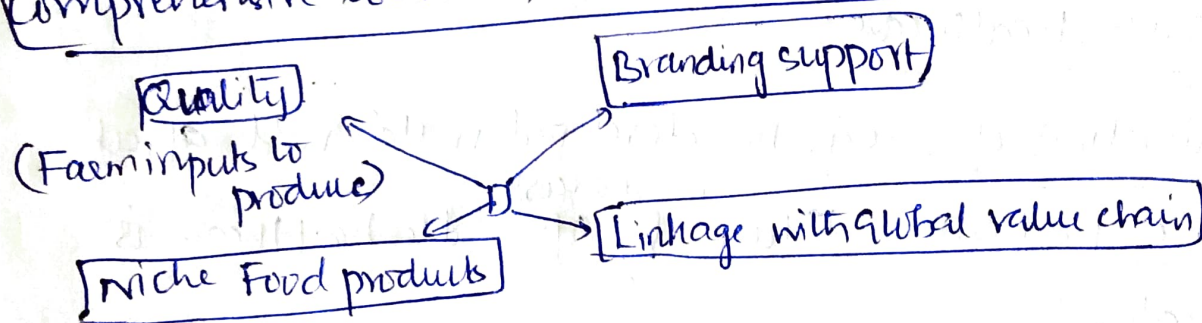 Quality
Branding support
(Farm inputs to
produce)
Linkage with global value chain
Niche Food products